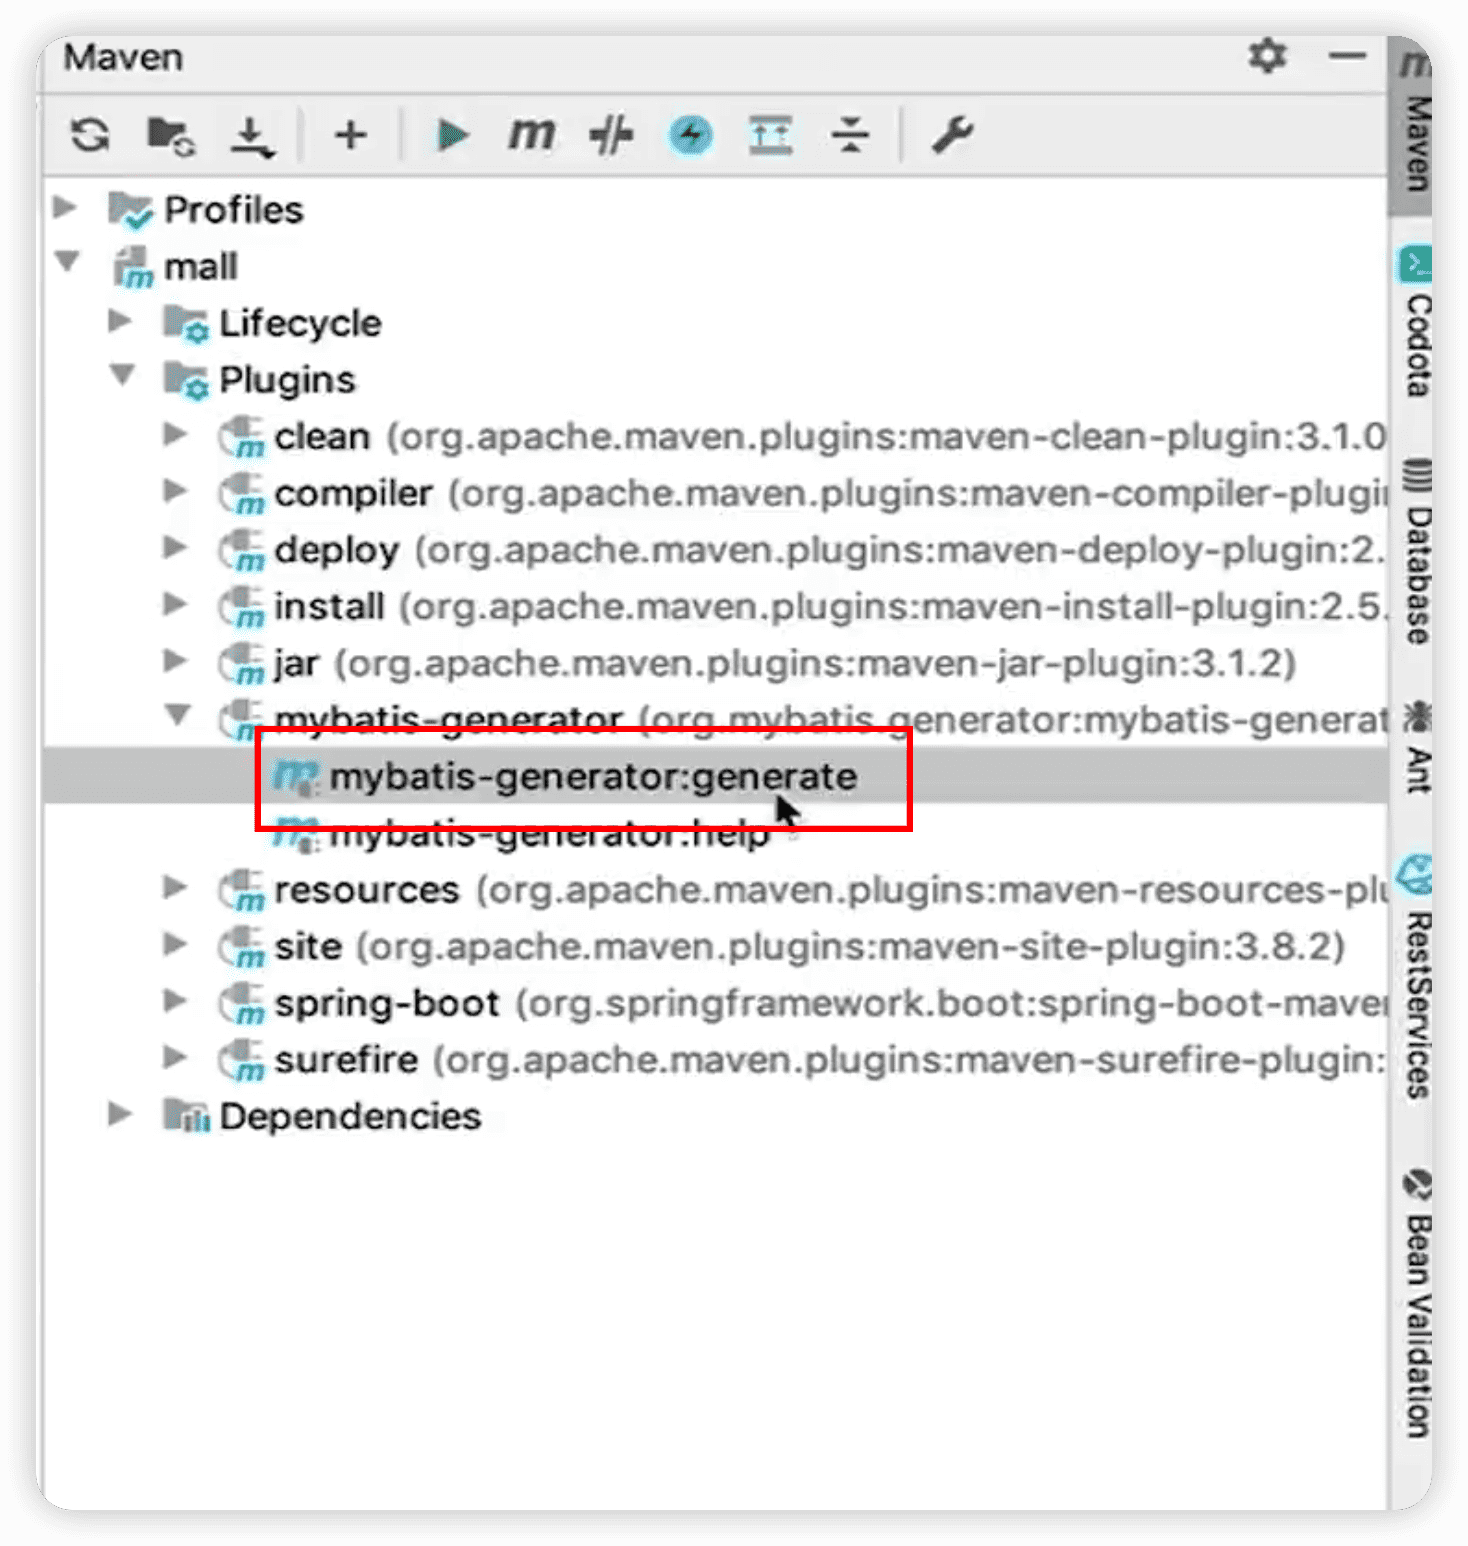 Maven
Profiles
mall
Lifecycle
Plugins
clean (org.apache.maven.plugins:maven-clean-plugin:3.1.0
compiler (org.apache.maven.plugins:maven-compiler-plugi
deploy (org.apache.maven.plugins:maven-deploy-plugin:2.
install (org.apache.maven.plugins:maven-install-plugin:2.5.
jar (org.apache.maven.plugins:maven-jar-plugin:3.1.2)
mybatis-generator (org.mybatis.generator:mybatis-generat
mybatis-generator:generate
mybatis-generator:help
resources (org.apache.maven.plugins:maven-resources-plu
site (org.apache.maven.plugins:maven-site-plugin:3.8.2)
spring-boot (org.springframework.boot:spring-boot-mave
surefire (org.apache.maven.plugins:maven-surefire-plugin:
Dependencies
Maven
Codota
Database
Ant
RestServices
Bean Validation